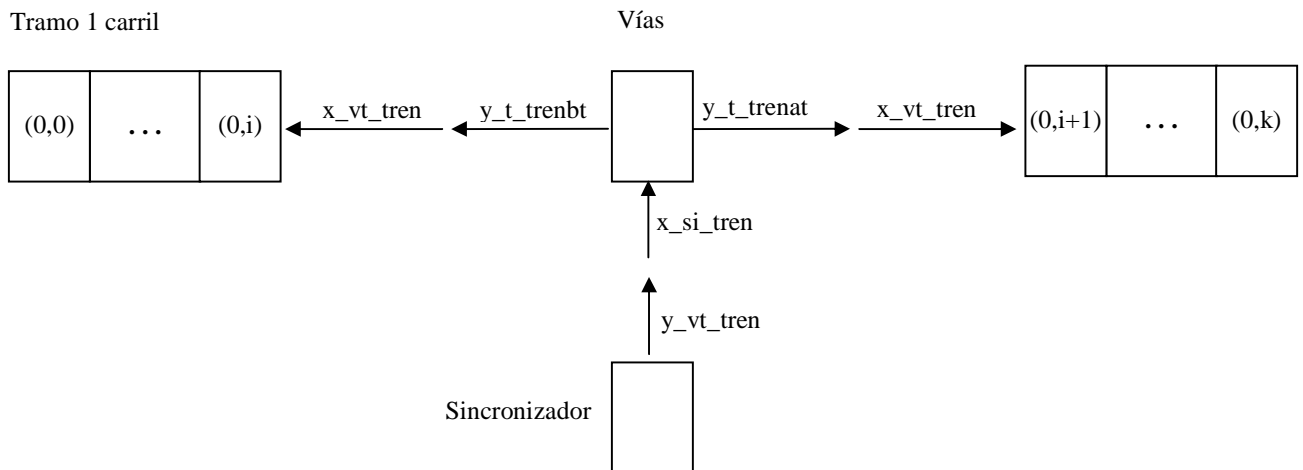 Tramo 1 carril
Vías
(0,0) ... (0,i) x_vt_tren y_t_trenbt y_t_trenat x_vt_tren (0,i+1) ... (0,k)
x_si_tren
y_vt_tren
Sincronizador